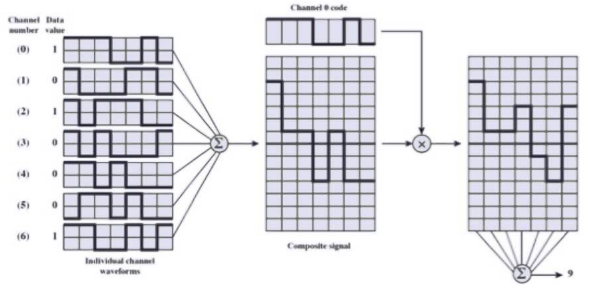 Channel 0 code
Channel Data
number value
(0) 1
(1) 0
(2) 1
(3) 0
(4) 0
(5) 0
(6) 1
Σ
×
Σ
9
Individual channel
waveforms
Composite signal